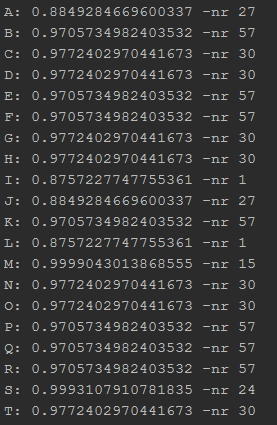 A: 0.8849284669600337 -nr 27
B: 0.9705734982403532 -nr 57
C: 0.9772402970441673 -nr 30
D: 0.9772402970441673 -nr 30
E: 0.9705734982403532 -nr 57
F: 0.9705734982403532 -nr 57
G: 0.9772402970441673 -nr 30
H: 0.9772402970441673 -nr 30
I: 0.8757227747755361 -nr 1
J: 0.8849284669600337 -nr 27
K: 0.9705734982403532 -nr 57
L: 0.8757227747755361 -nr 1
M: 0.9999043013868555 -nr 15
N: 0.9772402970441673 -nr 30
O: 0.9772402970441673 -nr 30
P: 0.9705734982403532 -nr 57
Q: 0.9705734982403532 -nr 57
R: 0.9705734982403532 -nr 57
S: 0.9993107910781835 -nr 24
T: 0.9772402970441673 -nr 30